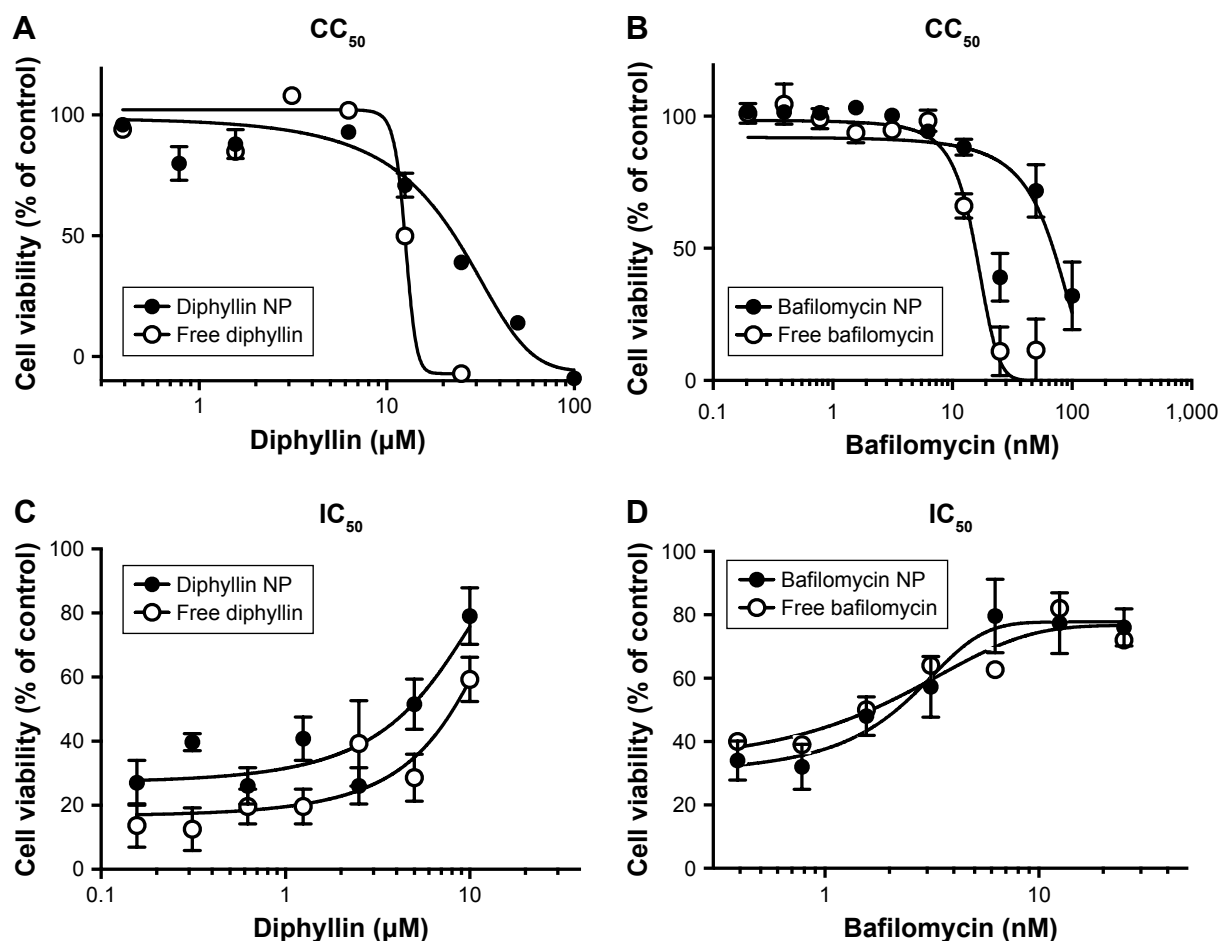 A
CC50
Cell viability (% of control)
100
50
0
Diphyllin NP
Free diphyllin
1
10
100
Diphyllin (µM)
B
CC50
Cell viability (% of control)
100
50
0
Bafilomycin NP
Free bafilomycin
0.1
1
10
100
1,000
Bafilomycin (nM)
C
IC50
Cell viability (% of control)
100
80
60
40
20
0
Diphyllin NP
Free diphyllin
0.1
1
10
Diphyllin (µM)
D
IC50
Cell viability (% of control)
100
80
60
40
20
0
Bafilomycin NP
Free bafilomycin
1
10
Bafilomycin (nM)